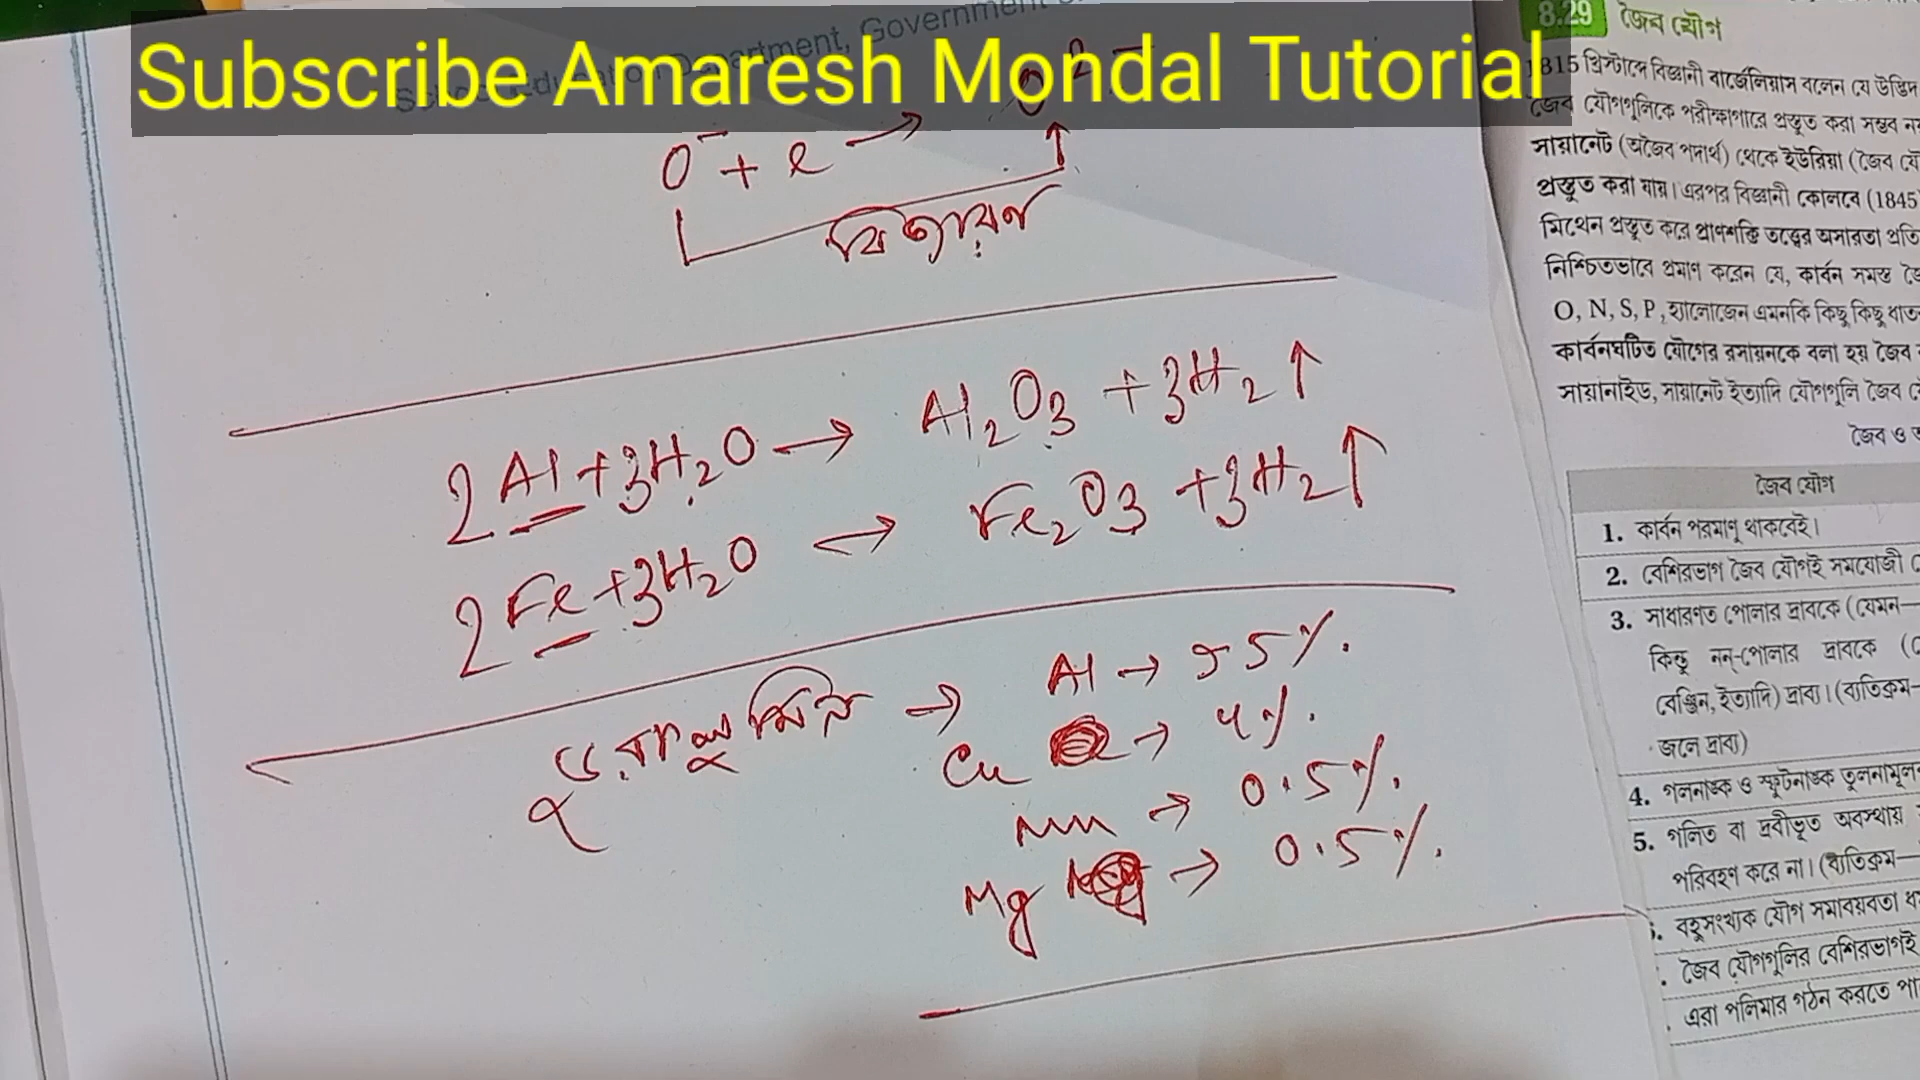 Subscribe Amaresh Mondal Tutorial
O⁻ + e → O²⁻
বিতারণ
2Al + 3H₂O → Al₂O₃ + 3H₂↑
2Fe + 3H₂O → Fe₂O₃ + 3H₂↑
ডুরালুমিন → Al → 95%.
Cu → 4%.
Mn → 0.5%.
Mg → 0.5%.
8.29 জৈব যৌগ
1815 খ্রিস্টাব্দে বিজ্ঞানী বার্জেলিয়াস বলেন যে উদ্ভিদ
জৈব যৌগগুলিকে পরীক্ষাগারে প্রস্তুত করা সম্ভব
সায়ানেট (অজৈব পদার্থ) থেকে ইউরিয়া (জৈব
প্রস্তুত করা যায়। এরপর বিজ্ঞানী কোলবে (1845
মিথেন প্রস্তুত করে প্রাণশক্তি তত্ত্বের অসারতা
নিশ্চিতভাবে প্রমাণ করেন যে, কার্বন সমস্ত
O, N, S, P, হ্যালোজেন এমনকি কিছু কিছু
কার্বনঘটিত যৌগের রসায়নকে বলা হয় জৈব
সায়ানাইড, সায়ানেট ইত্যাদি যৌগগুলি জৈব
জৈব ও
জৈব যৌগ
1. কার্বন পরমাণু থাকবেই।
2. বেশিরভাগ জৈব যৌগই সমযোজী
3. সাধারণত পোলার দ্রাবকে (যেমন—
কিন্তু নন্-পোলার দ্রাবকে (
বেঞ্জিন, ইত্যাদি) দ্রাব্য। (ব্যতিক্রম—
জলে দ্রাব্য)
4. গলনাঙ্ক ও স্ফুটনাঙ্ক তুলনামূলক
5. গলিত বা দ্রবীভূত অবস্থায়
পরিবহণ করে না। (ব্যতিক্রম—
বহুসংখ্যক যৌগ সমাবয়বতা
জৈব যৌগগুলির বেশিরভাগই
এরা পলিমার গঠন করতে